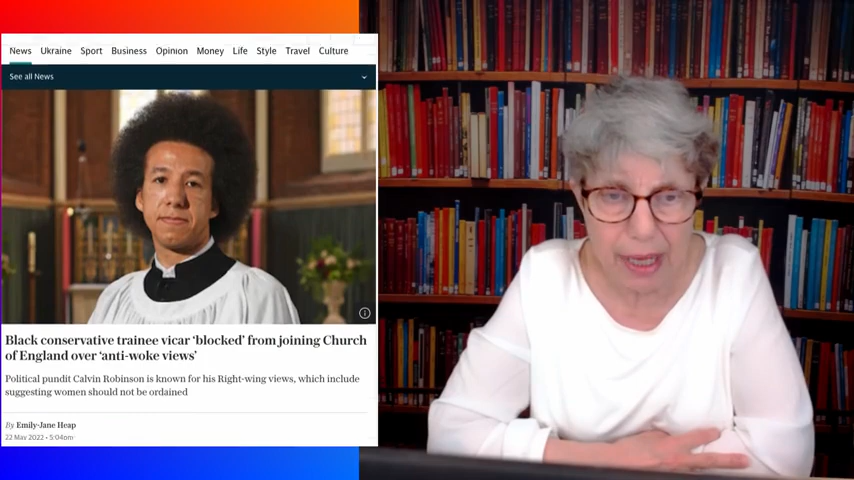 News Ukraine Sport Business Opinion Money Life Style Travel Culture
See all News
Black conservative trainee vicar ‘blocked’ from joining Church
of England over ‘anti-woke views’
Political pundit Calvin Robinson is known for his Right-wing views, which include
suggesting women should not be ordained
By Emily-Jane Heap
22 May 2022 • 5:04pm